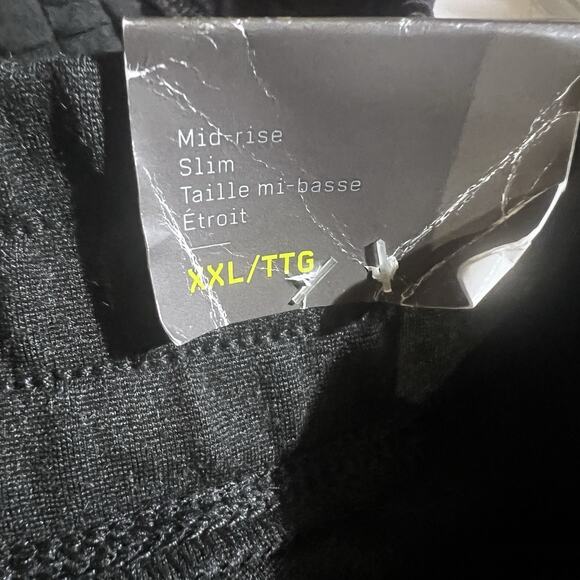 Mid-rise
Slim
Taille mi-basse
Étroit
XXL/TTG